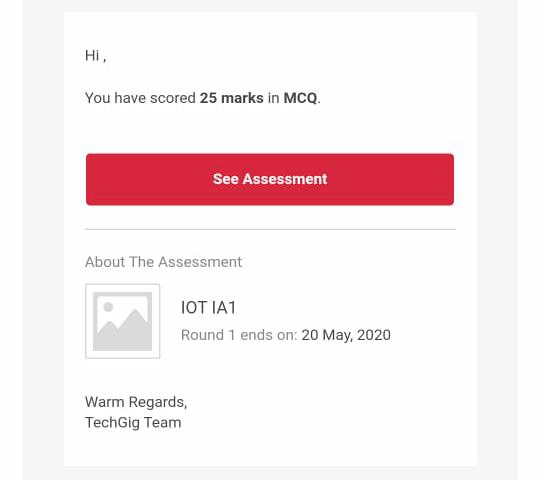 Hi ,
You have scored 25 marks in MCQ.
See Assessment
About The Assessment
IOT IA1
Round 1 ends on: 20 May, 2020
Warm Regards,
TechGig Team